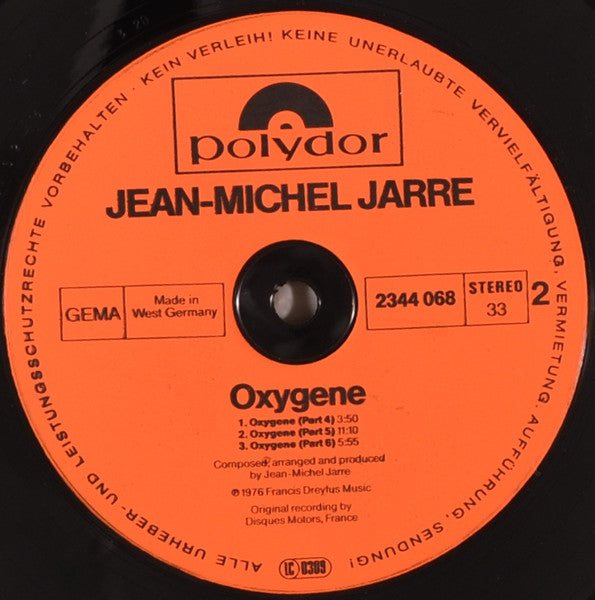 ALLE URHEBER- UND LEISTUNGSSCHUTZRECHTE VORBEHALTEN · KEIN VERLEIH! KEINE UNERLAUBTE VERVIELFÄLTIGUNG, VERMIETUNG, AUFFÜHRUNG, SENDUNG!
polydor
JEAN-MICHEL JARRE
GEMA
Made in
West Germany
2344 068
STEREO
33
2
Oxygene
1. Oxygene (Part 4) 3:50
2. Oxygene (Part 5) 11:10
3. Oxygene (Part 6) 5:55
Composed, arranged and produced
by Jean-Michel Jarre
℗ 1976 Francis Dreyfus Music
Original recording by
Disques Motors, France
LC 0309